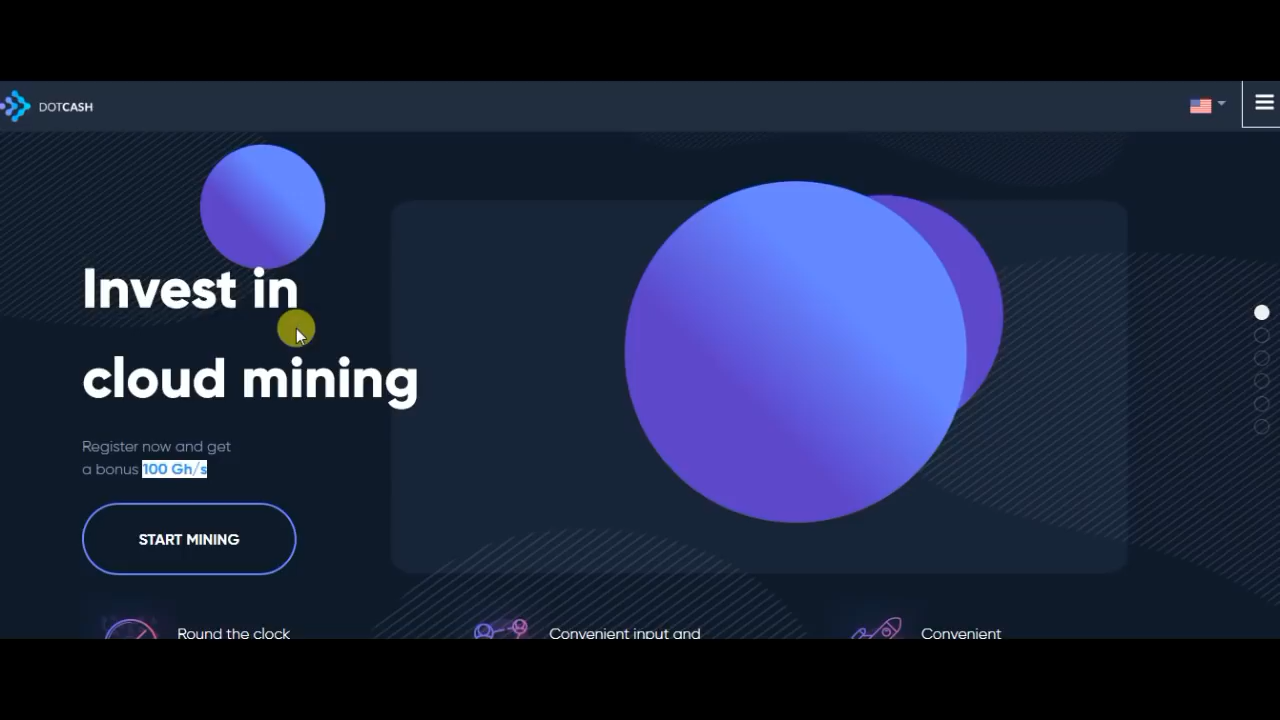 DOTCASH
Invest in
cloud mining
Register now and get
a bonus 100 Gh/s
START MINING
Round the clock
Convenient input and
Convenient